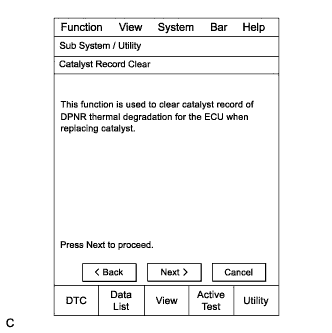 Function View System Bar Help
Sub System / Utility
Catalyst Record Clear
This function is used to clear catalyst record of
DPNR thermal degradation for the ECU when
replacing catalyst.
Press Next to proceed.
< Back Next > Cancel
DTC Data List View Active Test Utility
C